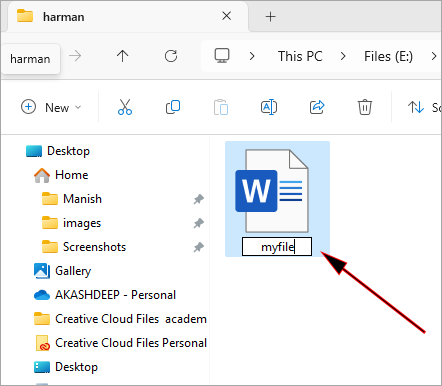 harman
harman
This PC
Files (E:)
New
Desktop
Home
Manish
images
Screenshots
Gallery
AKASHDEEP - Personal
Creative Cloud Files academ
Creative Cloud Files Personal
Desktop
W
myfile